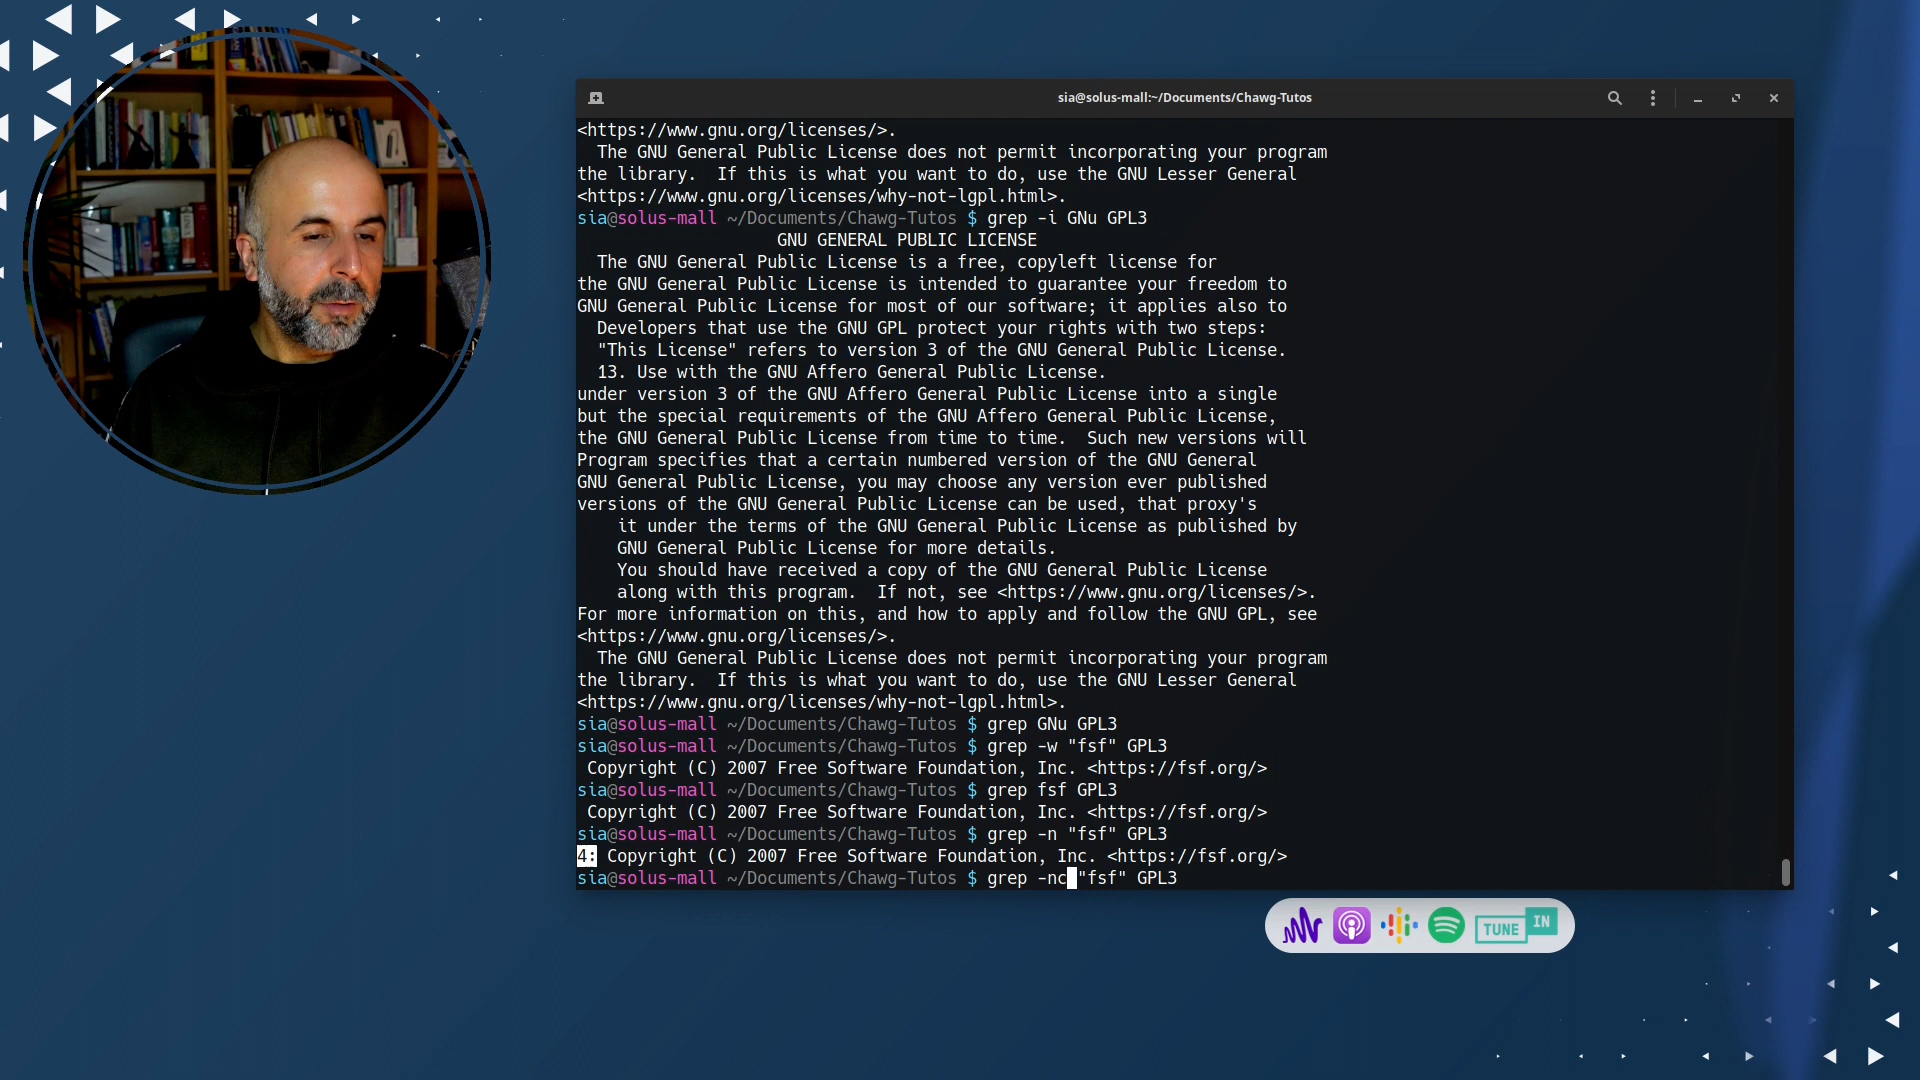 sia@solus-mall:~/Documents/Chawg-Tutos
<https://www.gnu.org/licenses/>.
  The GNU General Public License does not permit incorporating your program
the library.  If this is what you want to do, use the GNU Lesser General
<https://www.gnu.org/licenses/why-not-lgpl.html>.
sia@solus-mall ~/Documents/Chawg-Tutos $ grep -i GNu GPL3
                    GNU GENERAL PUBLIC LICENSE
  The GNU General Public License is a free, copyleft license for
the GNU General Public License is intended to guarantee your freedom to
GNU General Public License for most of our software; it applies also to
  Developers that use the GNU GPL protect your rights with two steps:
  "This License" refers to version 3 of the GNU General Public License.
  13. Use with the GNU Affero General Public License.
under version 3 of the GNU Affero General Public License into a single
but the special requirements of the GNU Affero General Public License,
the GNU General Public License from time to time.  Such new versions will
Program specifies that a certain numbered version of the GNU General
GNU General Public License, you may choose any version ever published
versions of the GNU General Public License can be used, that proxy's
    it under the terms of the GNU General Public License as published by
    GNU General Public License for more details.
    You should have received a copy of the GNU General Public License
    along with this program.  If not, see <https://www.gnu.org/licenses/>.
For more information on this, and how to apply and follow the GNU GPL, see
<https://www.gnu.org/licenses/>.
  The GNU General Public License does not permit incorporating your program
the library.  If this is what you want to do, use the GNU Lesser General
<https://www.gnu.org/licenses/why-not-lgpl.html>.
sia@solus-mall ~/Documents/Chawg-Tutos $ grep GNu GPL3
sia@solus-mall ~/Documents/Chawg-Tutos $ grep -w "fsf" GPL3
 Copyright (C) 2007 Free Software Foundation, Inc. <https://fsf.org/>
sia@solus-mall ~/Documents/Chawg-Tutos $ grep fsf GPL3
 Copyright (C) 2007 Free Software Foundation, Inc. <https://fsf.org/>
sia@solus-mall ~/Documents/Chawg-Tutos $ grep -n "fsf" GPL3
4: Copyright (C) 2007 Free Software Foundation, Inc. <https://fsf.org/>
sia@solus-mall ~/Documents/Chawg-Tutos $ grep -nc "fsf" GPL3
TUNE IN